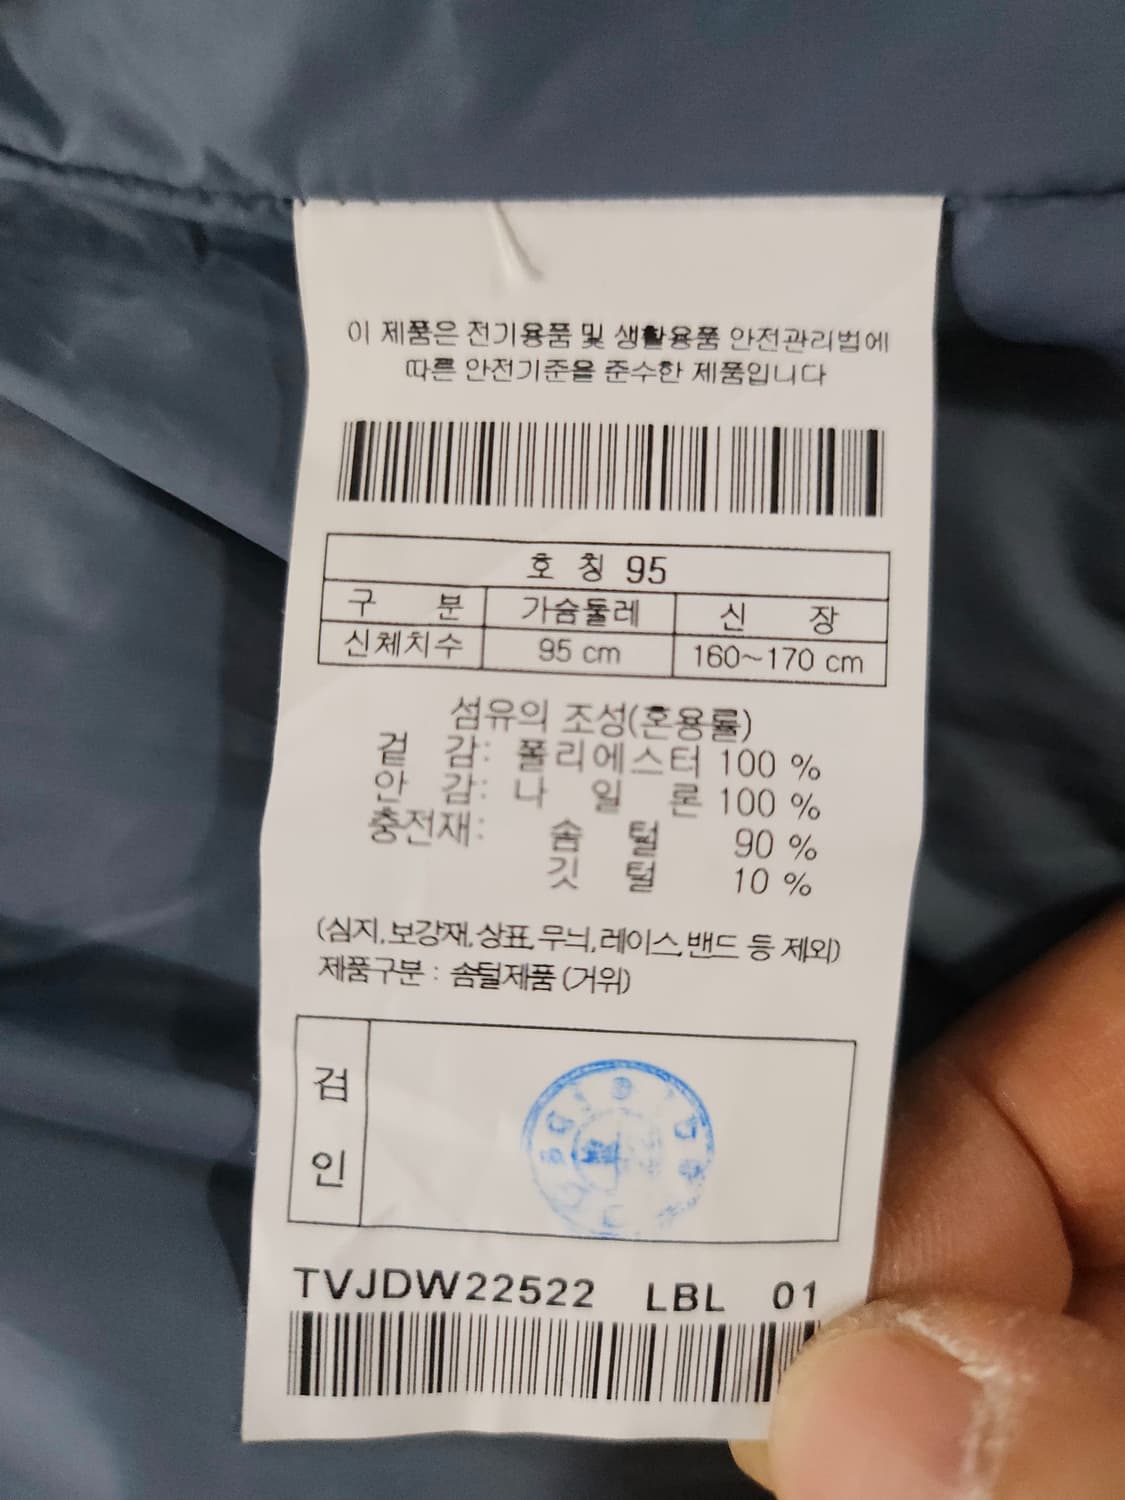 이 제품은 전기용품 및 생활용품 안전관리법에
따른 안전기준을 준수한 제품입니다
호 칭 95
구 분 가슴둘레 신 장
신체치수 95 cm 160~170 cm
섬유의 조성(혼용률)
겉 감: 폴리에스터 100 %
안 감: 나 일 론 100 %
충전재: 솜 털 90 %
깃 털 10 %
(심지,보강재,상표,무늬,레이스,밴드 등 제외)
제품구분 : 솜털제품 (거위)
검
인
TVJDW22522 LBL 01